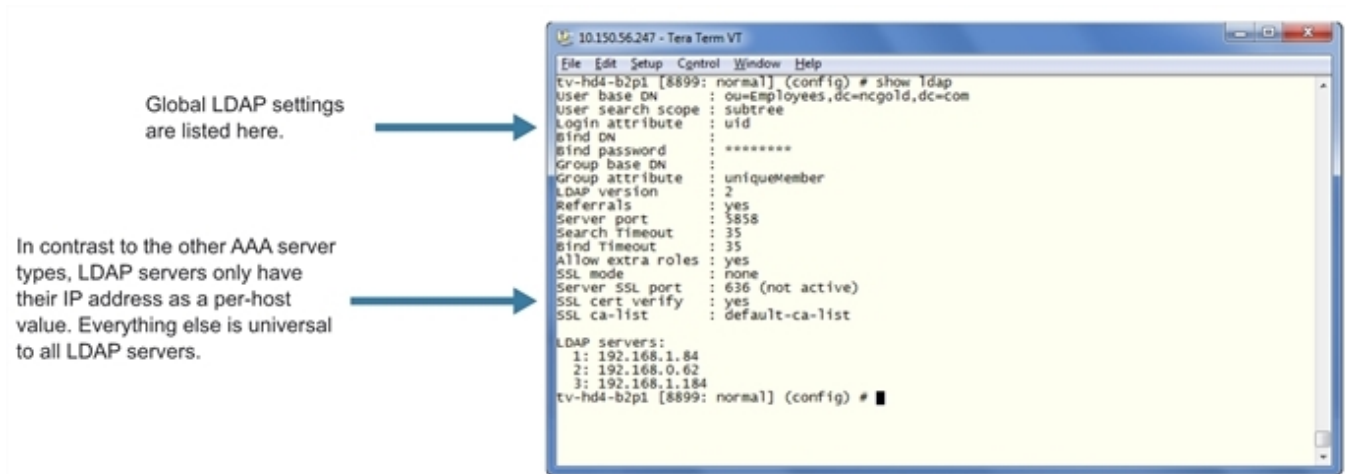 10.150.56.247 - Tera Term VT
File Edit Setup Control Window Help
Global LDAP settings
are listed here.
In contrast to the other AAA server
types, LDAP servers only have
their IP address as a per-host
value. Everything else is universal
to all LDAP servers.
tv-hd4-b2p1 [8899: normal] (config) # show ldap
User base DN : ou=Employees,dc=ncgold,dc=com
User search scope : subtree
Login attribute : uid
Bind DN :
Bind password : ********
Group base DN :
Group attribute : uniqueMember
LDAP version : 2
Referrals : yes
Server port : 5858
Search Timeout : 35
Bind Timeout : 35
Allow extra roles : yes
SSL mode : none
Server SSL port : 636 (not active)
SSL cert verify : yes
SSL ca-list : default-ca-list
LDAP servers:
1: 192.168.1.84
2: 192.168.0.62
3: 192.168.1.184
tv-hd4-b2p1 [8899: normal] (config) #